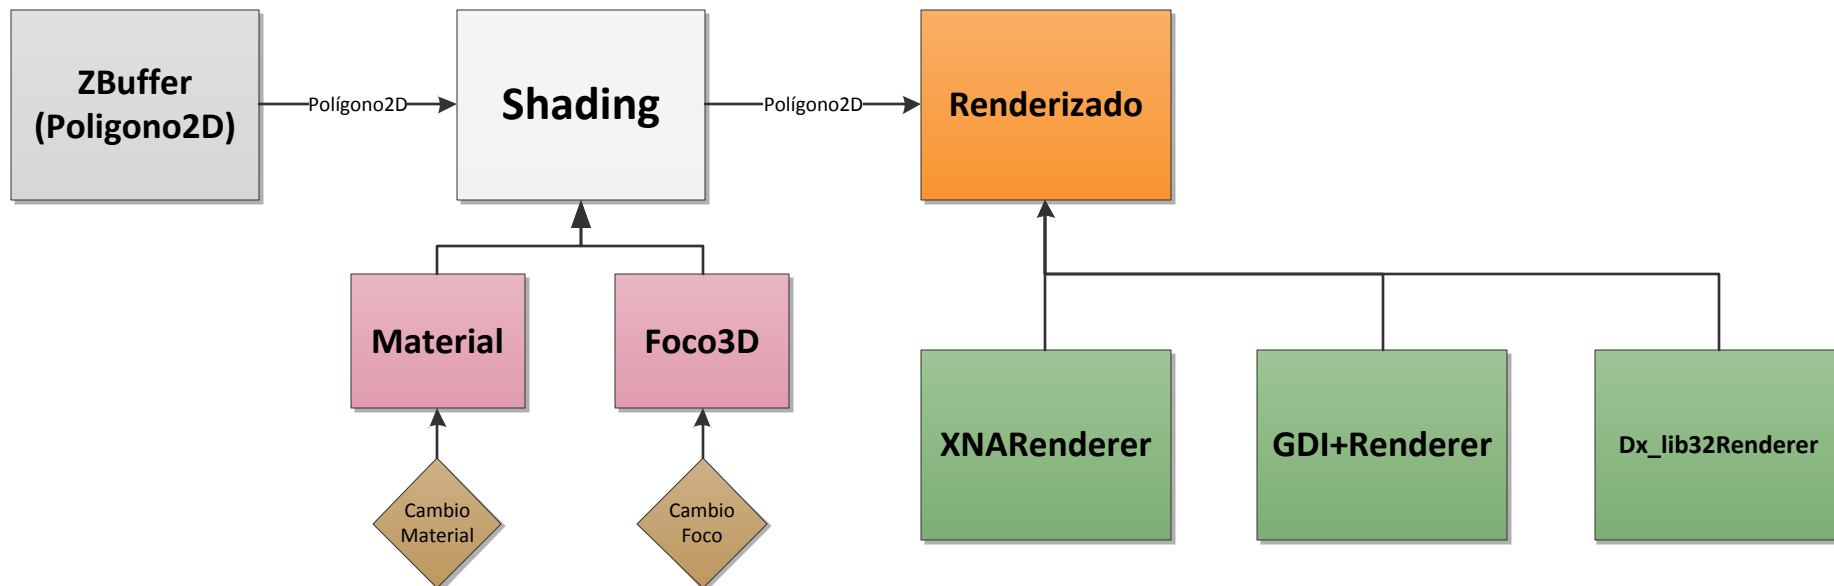 ZBuffer
(Poligono2D)
Polígono2D
Shading
Polígono2D
Renderizado
Material
Foco3D
XNARenderer
GDI+Renderer
Dx_lib32Renderer
Cambio
Material
Cambio
Foco